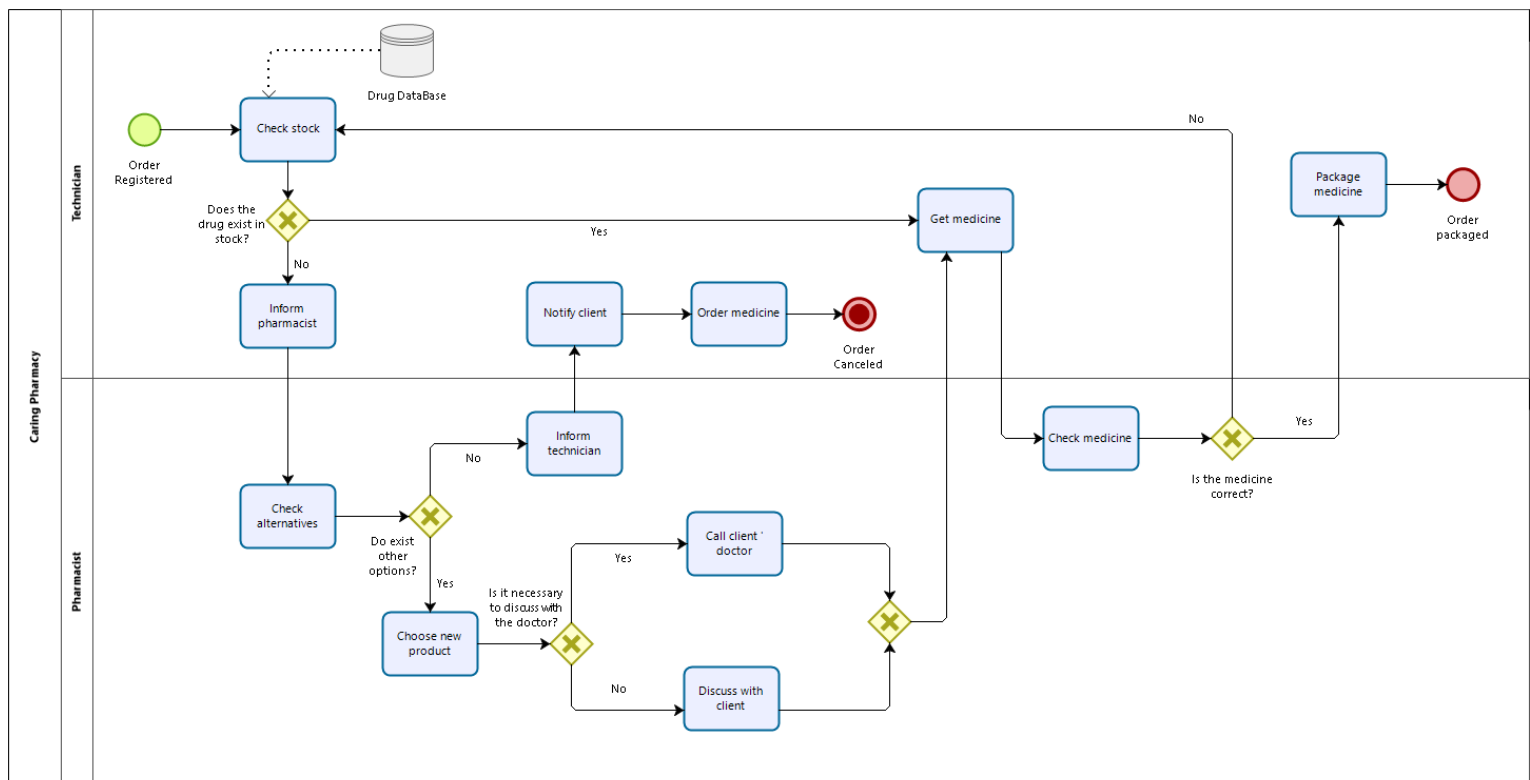 Caring Pharmacy
Technician
Drug DataBase
Check stock
Order
Registered
No
Package
medicine
Order
packaged
Does the
drug exist in
stock?
Yes
Get medicine
No
Inform
pharmacist
Notify client
Order medicine
Order
Canceled
Pharmacist
Inform
technician
No
Check medicine
Yes
Is the medicine
correct?
Check
alternatives
Do exist
other
options?
Yes
Call client '
doctor
Yes
Is it necessary
to discuss with
the doctor?
Choose new
product
No
Discuss with
client